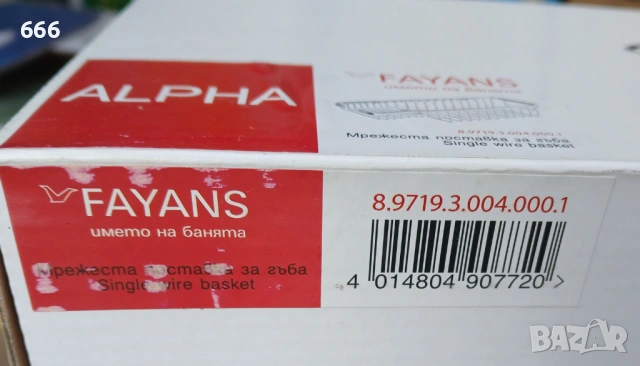 666
ALPHA
FAYANS
името на банята
8.9719.3.004.000.1
Мрежеста поставка за гъба
Single wire basket
FAYANS
името на банята
Мрежеста поставка за гъба
Single wire basket
8.9719.3.004.000.1
4 014804 907720 >
BAZAR